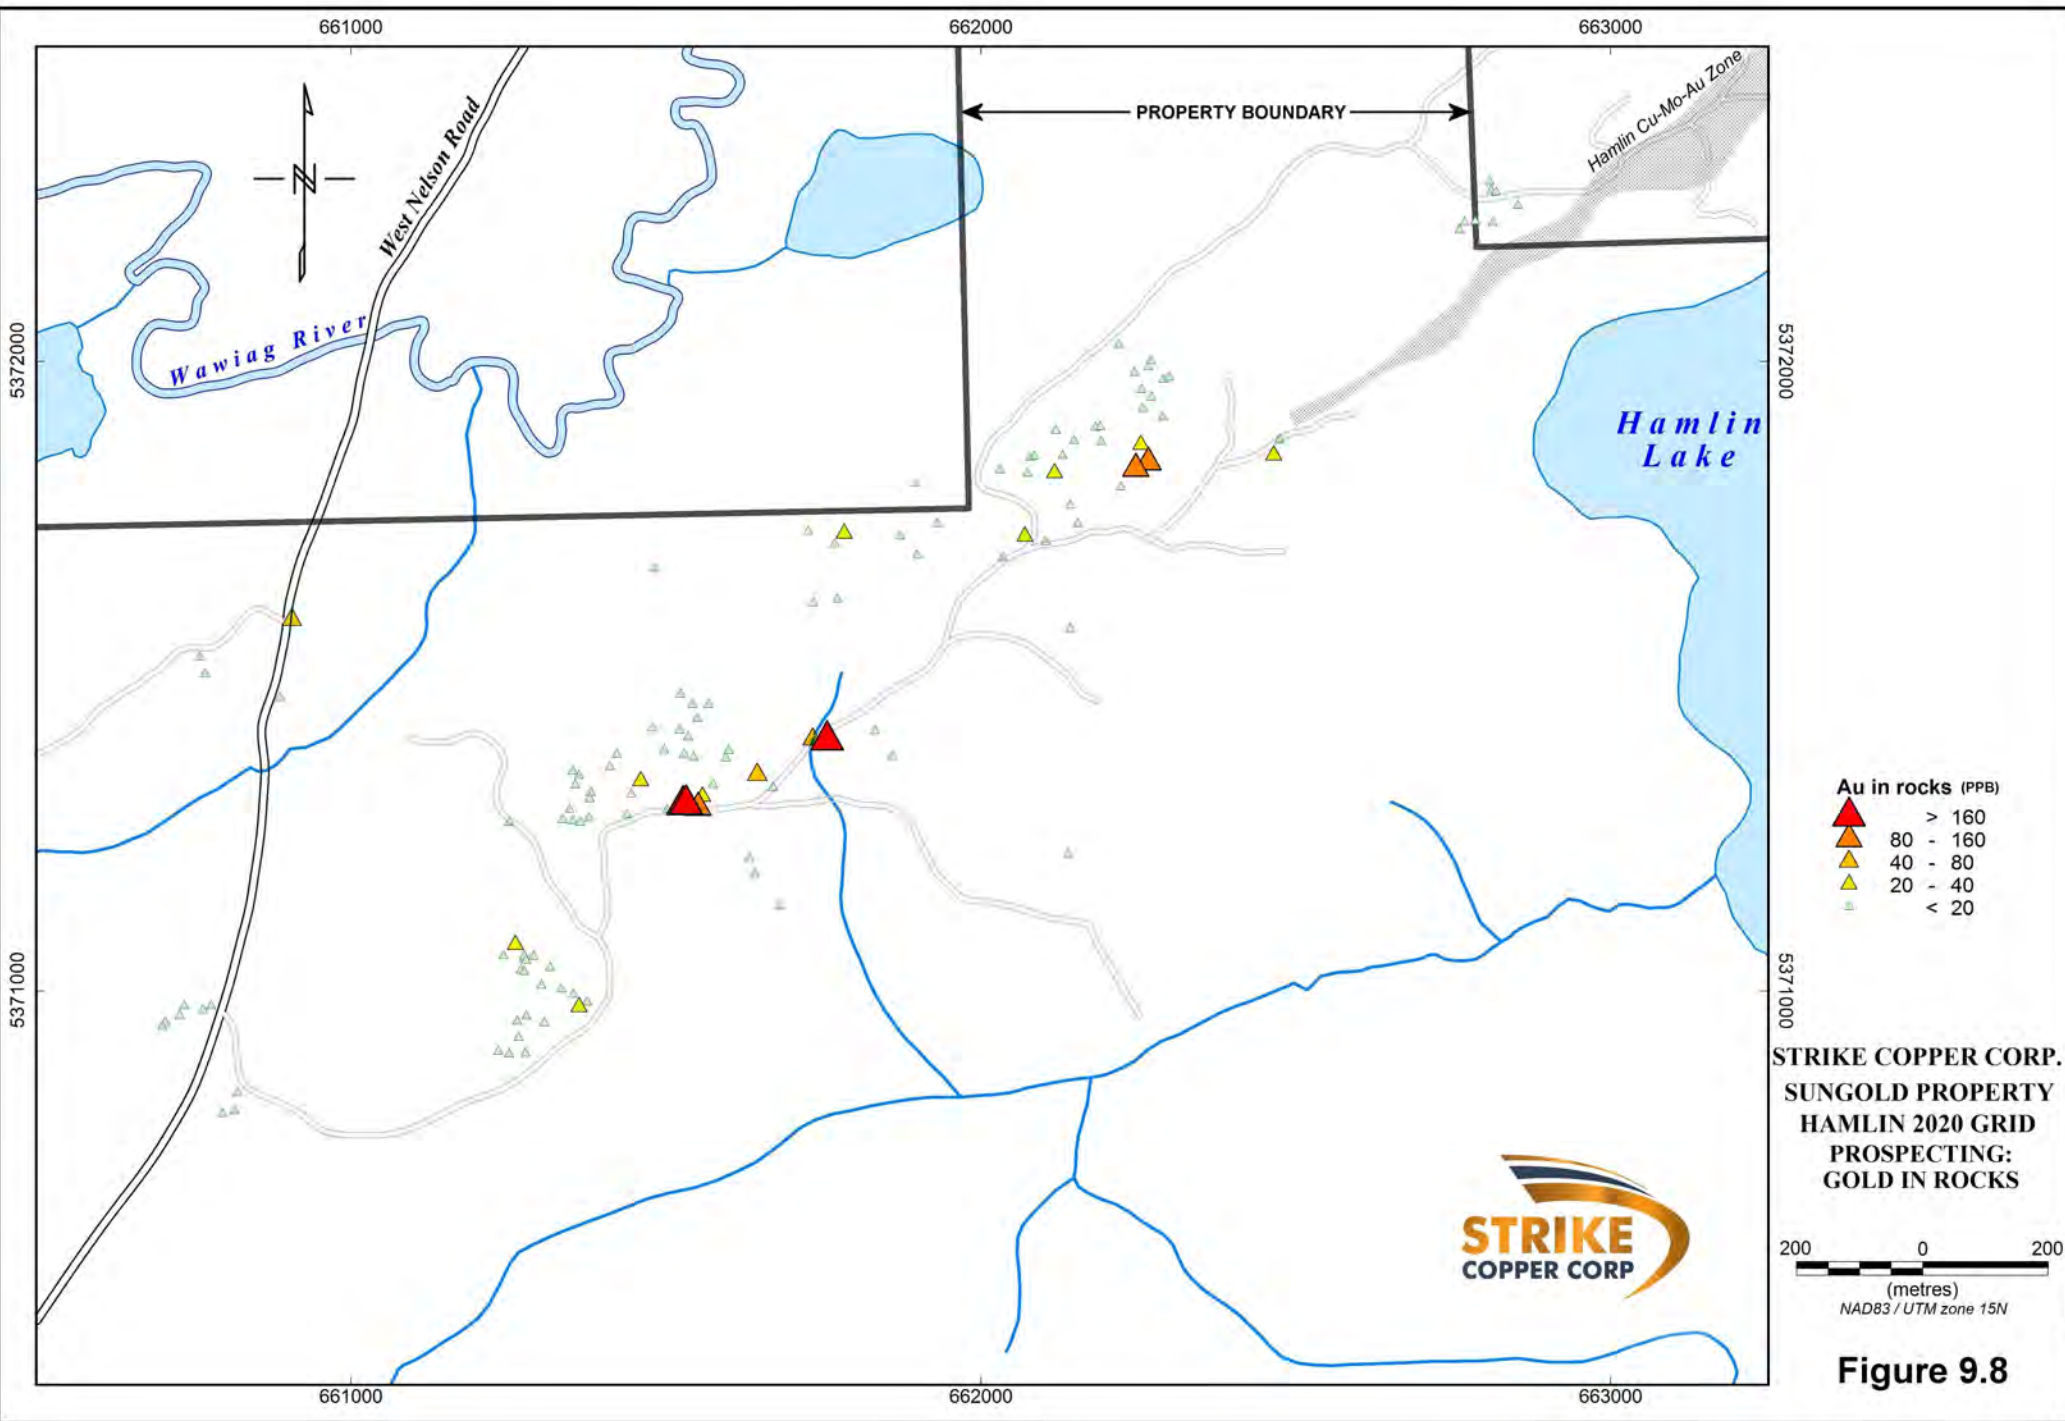 661000
662000
663000
PROPERTY BOUNDARY
Hamlin Cu-Mo-Au Zone
West Nelson Road
N
Wawiag River
5372000
5372000
Hamlin
Lake
Au in rocks (PPB)
> 160
80 - 160
40 - 80
20 - 40
< 20
5371000
5371000
STRIKE COPPER CORP.
SUNGOLD PROPERTY
HAMLIN 2020 GRID
PROSPECTING:
GOLD IN ROCKS
STRIKE
COPPER CORP
200 0 200
(metres)
NAD83 / UTM zone 15N
Figure 9.8
661000
662000
663000